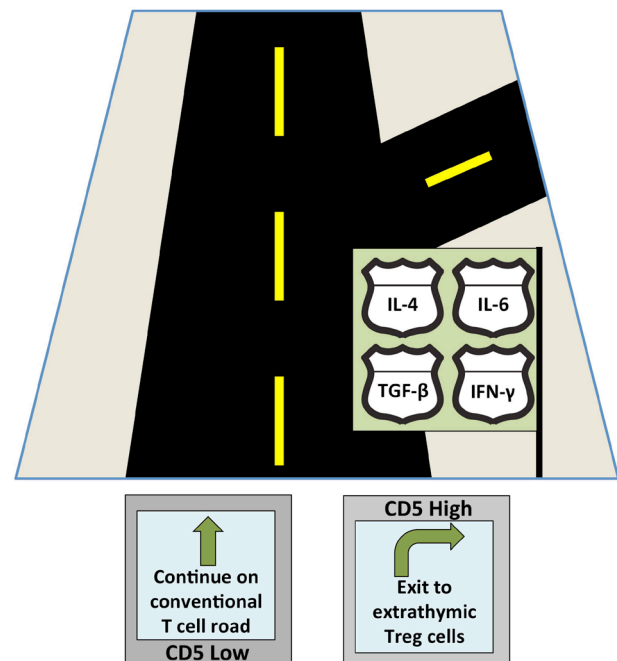 IL-4
IL-6
TGF-β
IFN-γ
Continue on
conventional
T cell road
CD5 Low
CD5 High
Exit to
extrathymic
Treg cells